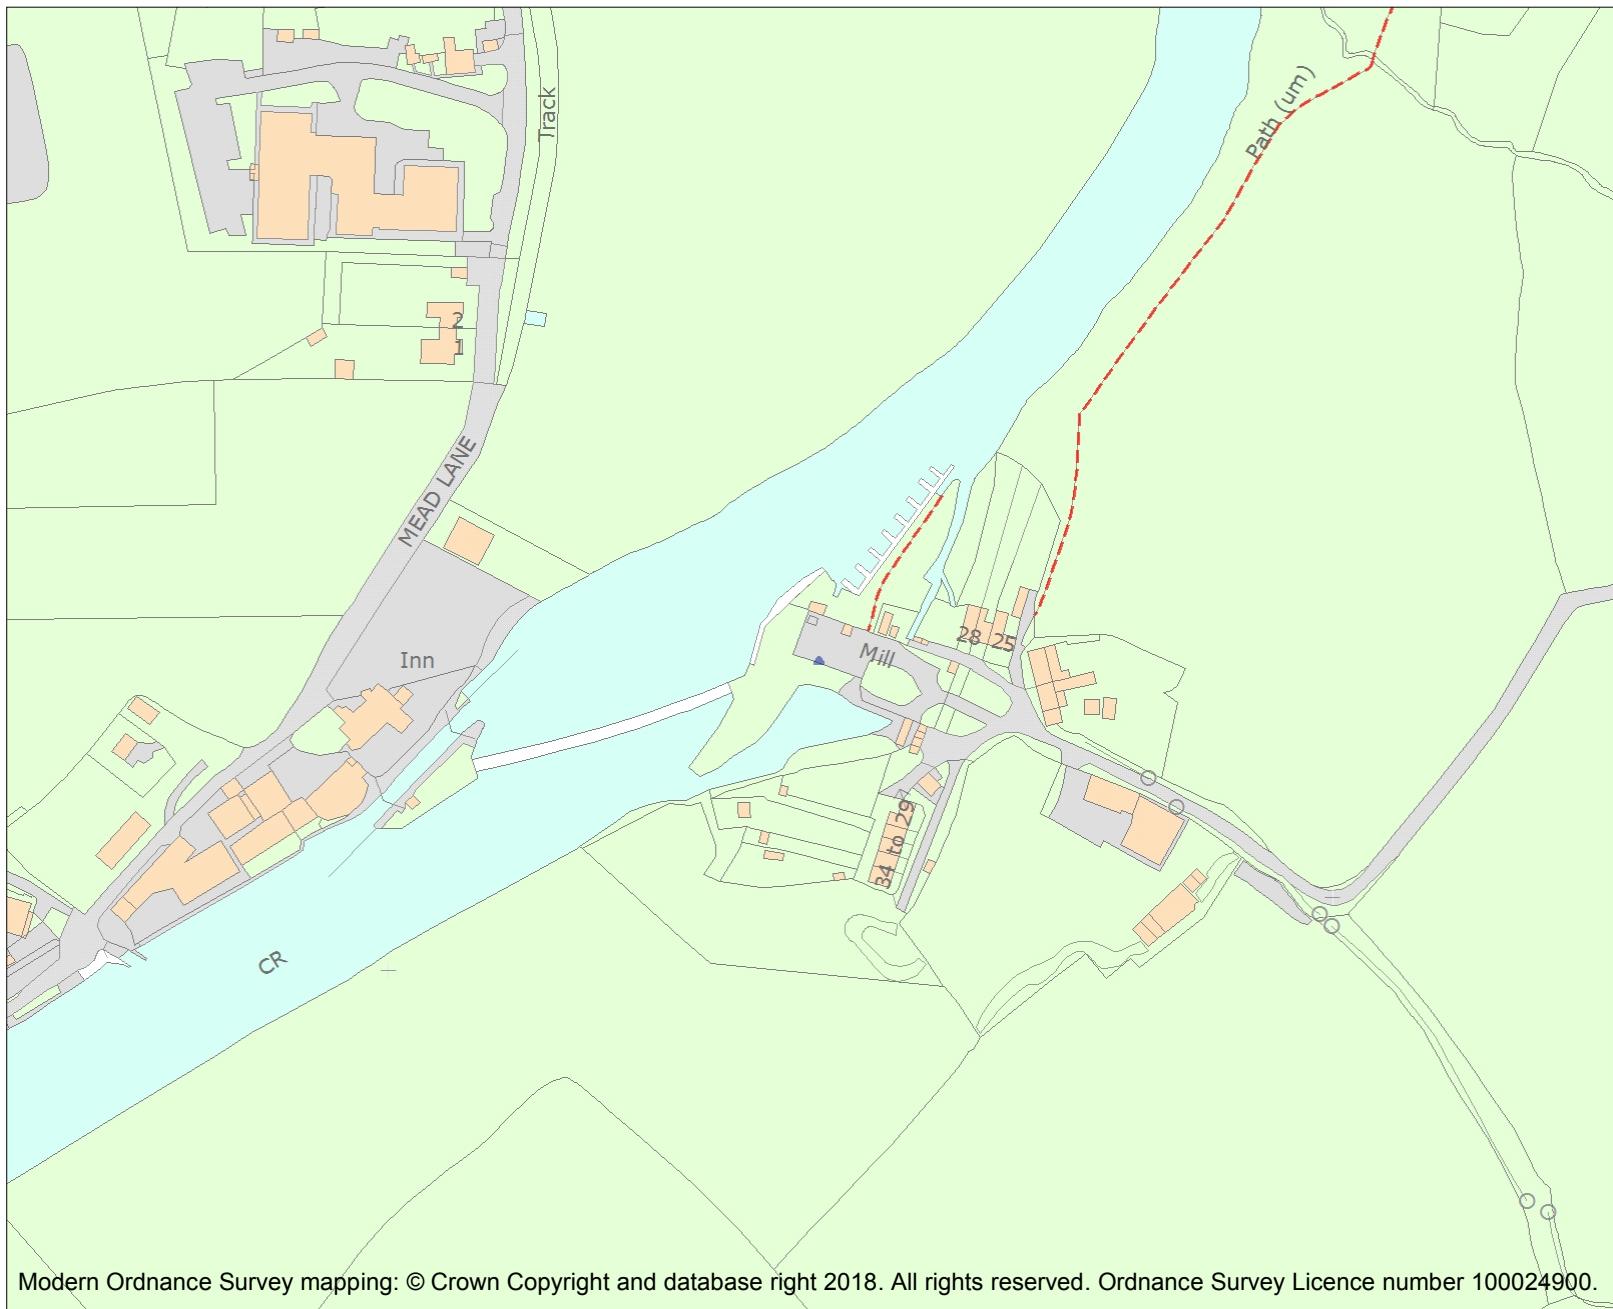 Path (um)
Track
2
1
MEAD LANE
Inn
28
25
Mill
34 to 29
CR
Modern Ordnance Survey mapping: © Crown Copyright and database right 2018. All rights reserved. Ordnance Survey Licence number 100024900.